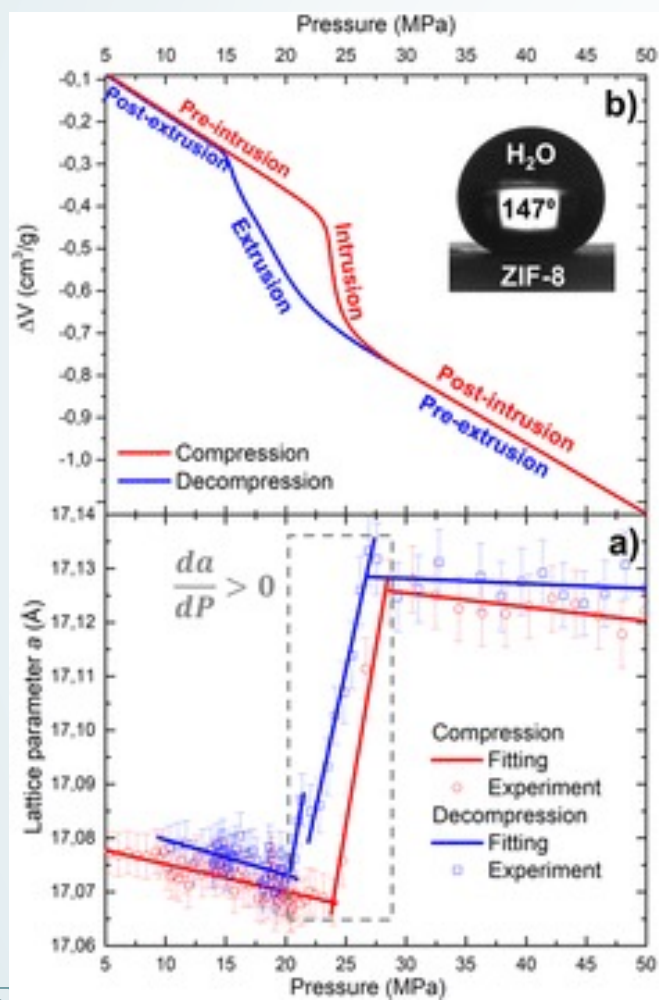 Pressure (MPa)
5 10 15 20 25 30 35 40 45 50
b)
-0,1
-0,2
-0,3
-0,4
-0,5
-0,6
-0,7
-0,8
-0,9
-1,0
ΔV (cm³/g)
Post-extrusion
Pre-intrusion
Extrusion
Intrusion
Post-intrusion
Pre-extrusion
H₂O
147º
ZIF-8
Compression
Decompression
a)
17,14
17,13
17,12
17,11
17,10
17,09
17,08
17,07
17,06
Lattice parameter a (Å)
da
dP > 0
Compression
Fitting
Experiment
Decompression
Fitting
Experiment
5 10 15 20 25 30 35 40 45 50
Pressure (MPa)